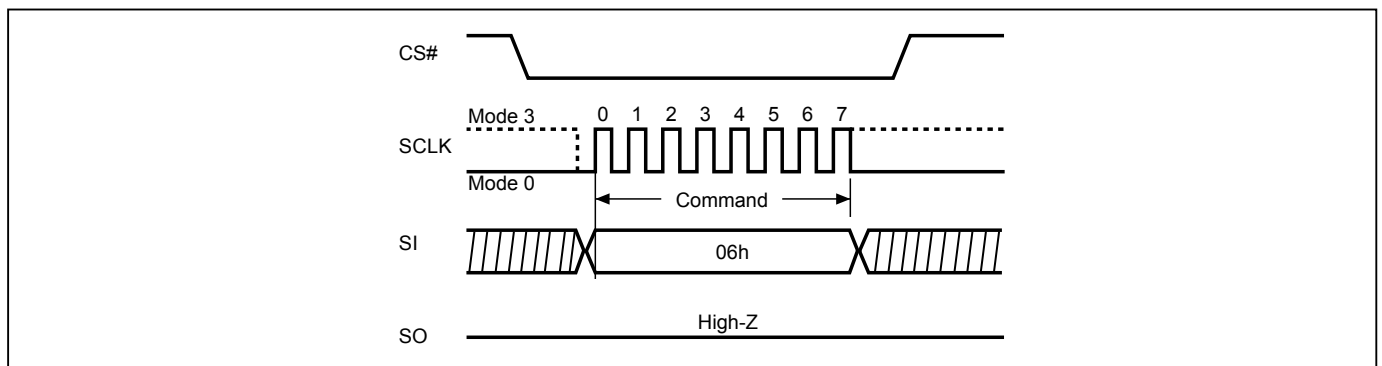 CS#
Mode 3 0 1 2 3 4 5 6 7
SCLK
Mode 0
Command
SI
06h
High-Z
SO